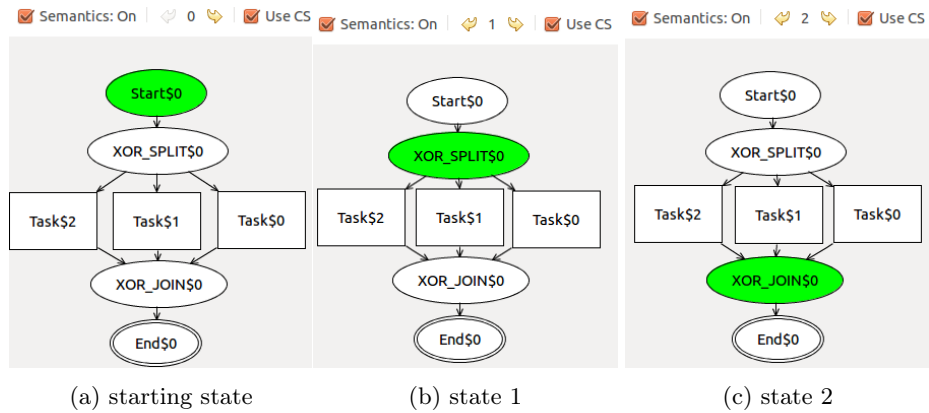 Semantics: On 0 Use CS
Start$0
XOR_SPLIT$0
Task$2 Task$1 Task$0
XOR_JOIN$0
End$0
(a) starting state
Semantics: On 1 Use CS
Start$0
XOR_SPLIT$0
Task$2 Task$1 Task$0
XOR_JOIN$0
End$0
(b) state 1
Semantics: On 2 Use CS
Start$0
XOR_SPLIT$0
Task$2 Task$1 Task$0
XOR_JOIN$0
End$0
(c) state 2